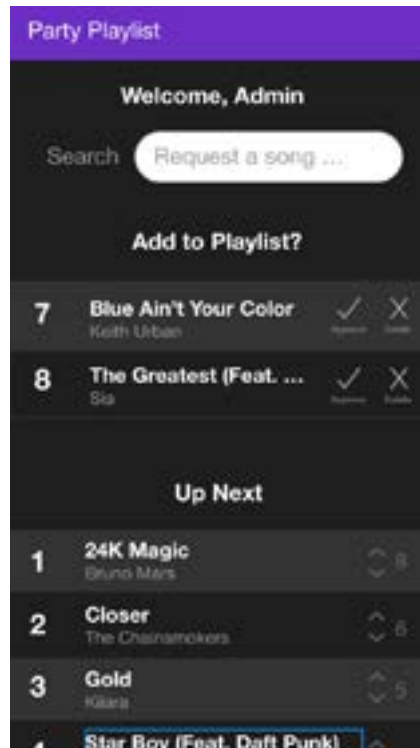 Party Playlist
Welcome, Admin
Search Request a song ...
Add to Playlist?
7 Blue Ain't Your Color
Keith Urban
8 The Greatest (Feat. ...
Sia
Up Next
1 24K Magic
Bruno Mars
2 Closer 6
The Chainsmokers
3 Gold 5
Kiiara
Star Boy (Feat. Daft Punk)